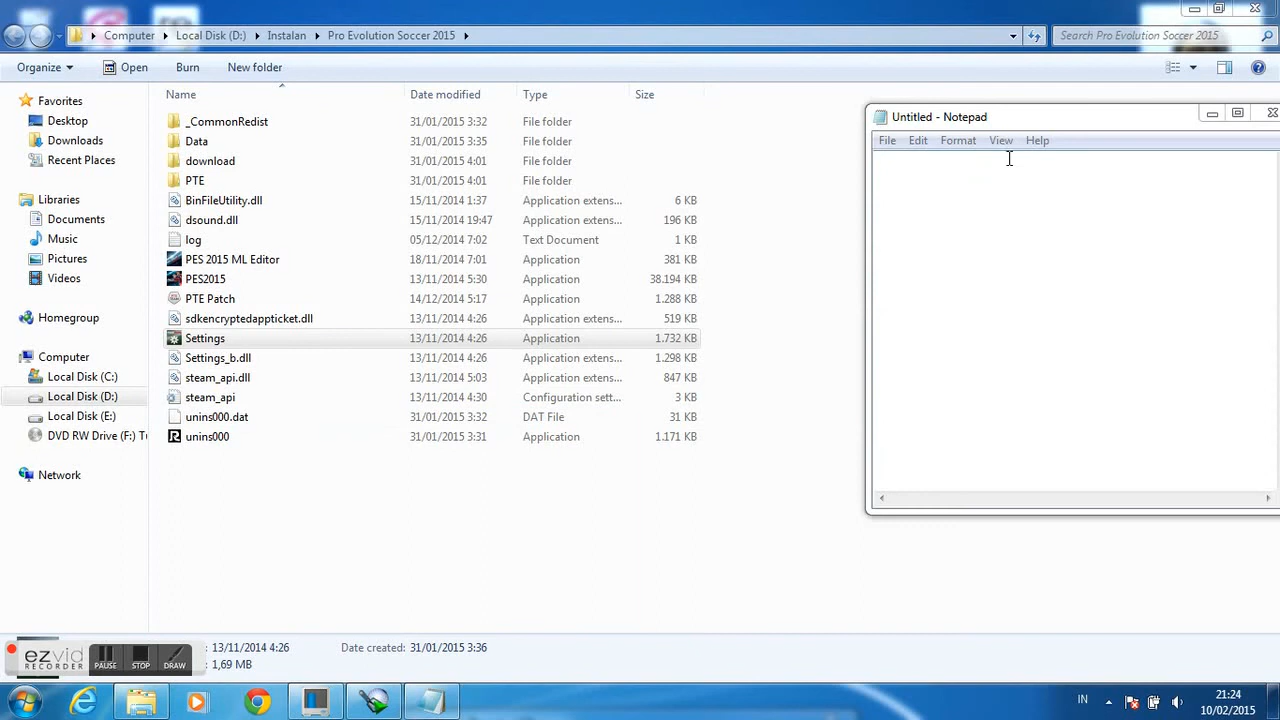 Computer Local Disk (D:) Instalan Pro Evolution Soccer 2015
Search Pro Evolution Soccer 2015
Organize Open Burn New folder
Favorites
Desktop
Downloads
Recent Places
Libraries
Documents
Music
Pictures
Videos
Homegroup
Computer
Local Disk (C:)
Local Disk (D:)
Local Disk (E:)
DVD RW Drive (F:) Tu
Network
Name Date modified Type Size
_CommonRedist 31/01/2015 3:32 File folder
Data 31/01/2015 3:35 File folder
download 31/01/2015 4:01 File folder
PTE 31/01/2015 4:01 File folder
BinFileUtility.dll 15/11/2014 1:37 Application extens... 6 KB
dsound.dll 15/11/2014 19:47 Application extens... 196 KB
log 05/12/2014 7:02 Text Document 1 KB
PES 2015 ML Editor 18/11/2014 7:01 Application 381 KB
PES2015 13/11/2014 5:30 Application 38.194 KB
PTE Patch 14/12/2014 5:17 Application 1.288 KB
sdkencryptedappticket.dll 13/11/2014 4:26 Application extens... 519 KB
Settings 13/11/2014 4:26 Application 1.732 KB
Settings_b.dll 13/11/2014 4:26 Application extens... 1.298 KB
steam_api.dll 13/11/2014 5:03 Application extens... 847 KB
steam_api 13/11/2014 4:30 Configuration sett... 3 KB
unins000.dat 31/01/2015 3:32 DAT File 31 KB
unins000 31/01/2015 3:31 Application 1.171 KB
Untitled - Notepad
File Edit Format View Help
: 13/11/2014 4:26 Date created: 31/01/2015 3:36
: 1,69 MB
ezvid
RECORDER
PAUSE STOP DRAW
IN
21:24
10/02/2015